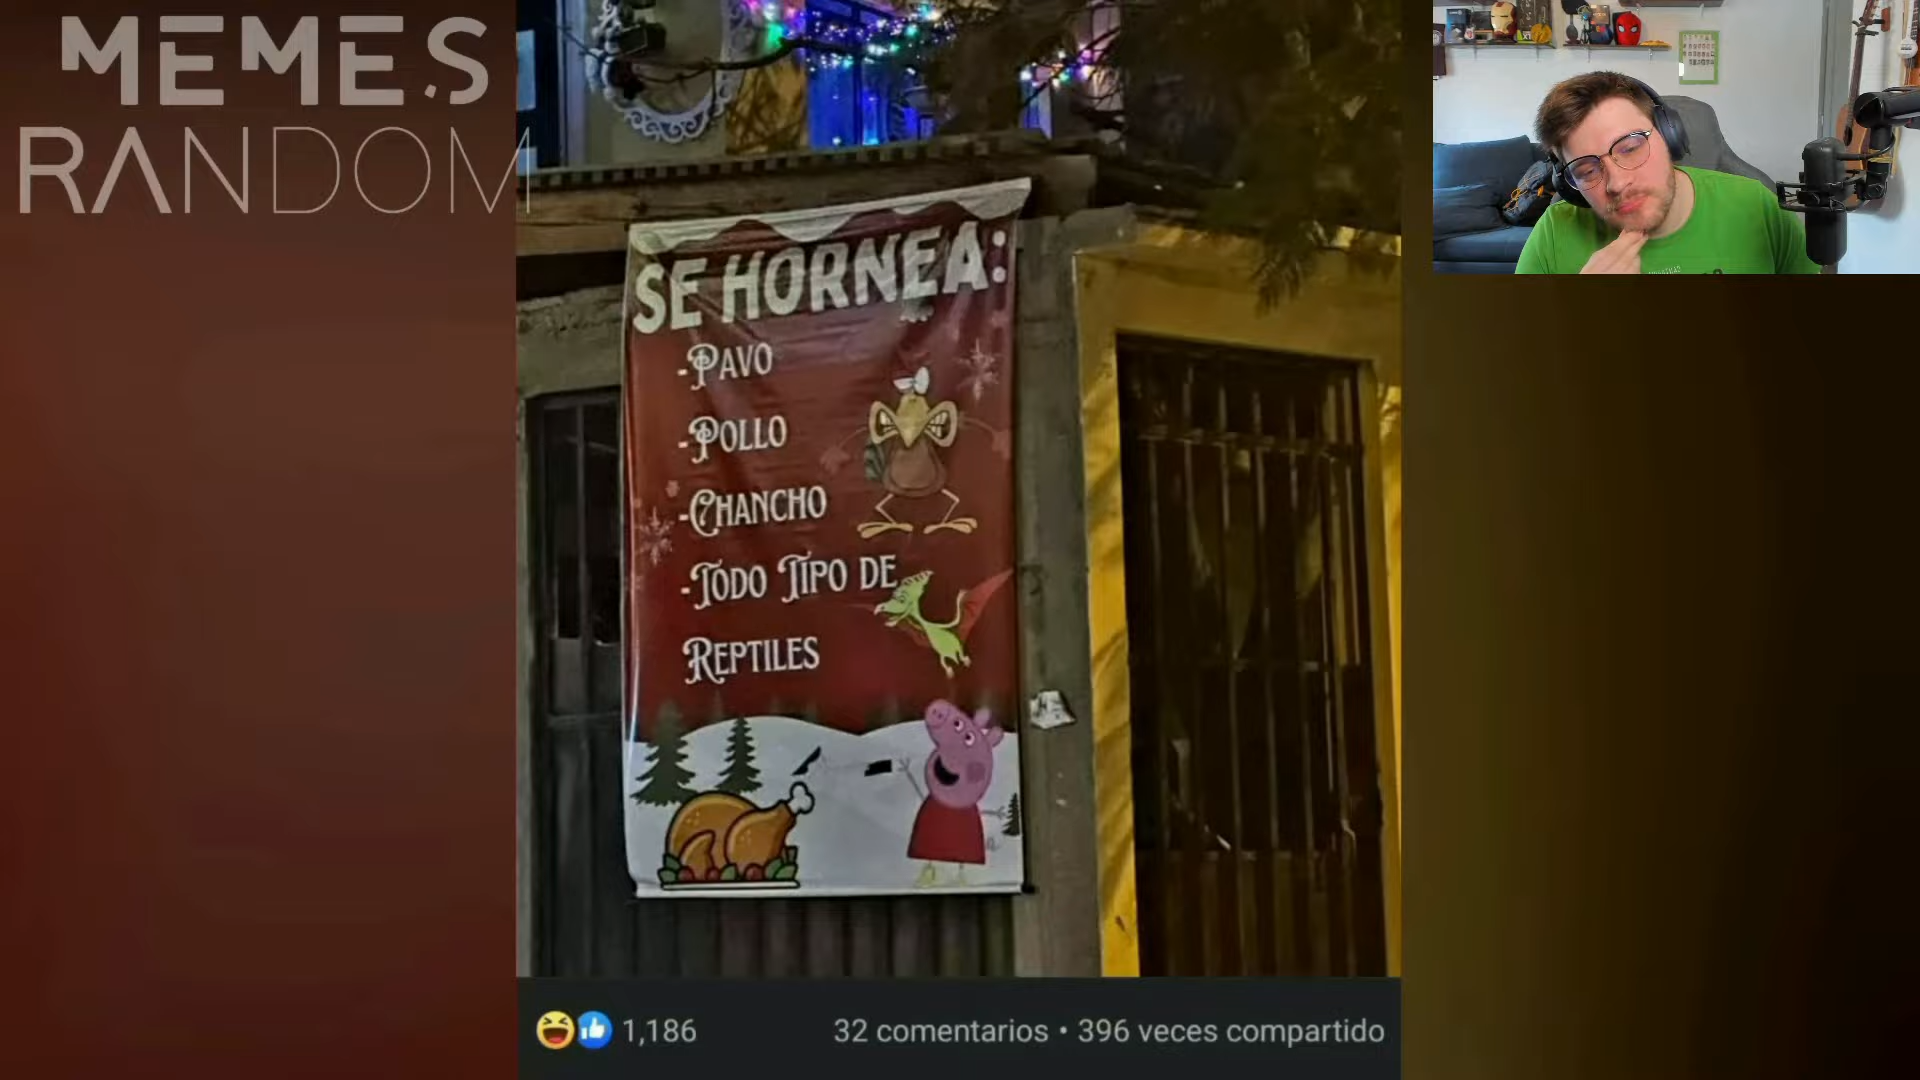 MEMES
RANDOM
SE HORNEA:
-PAVO
-POLLO
-CHANCHO
-TODO TIPO DE
REPTILES
1,186
32 comentarios • 396 veces compartido